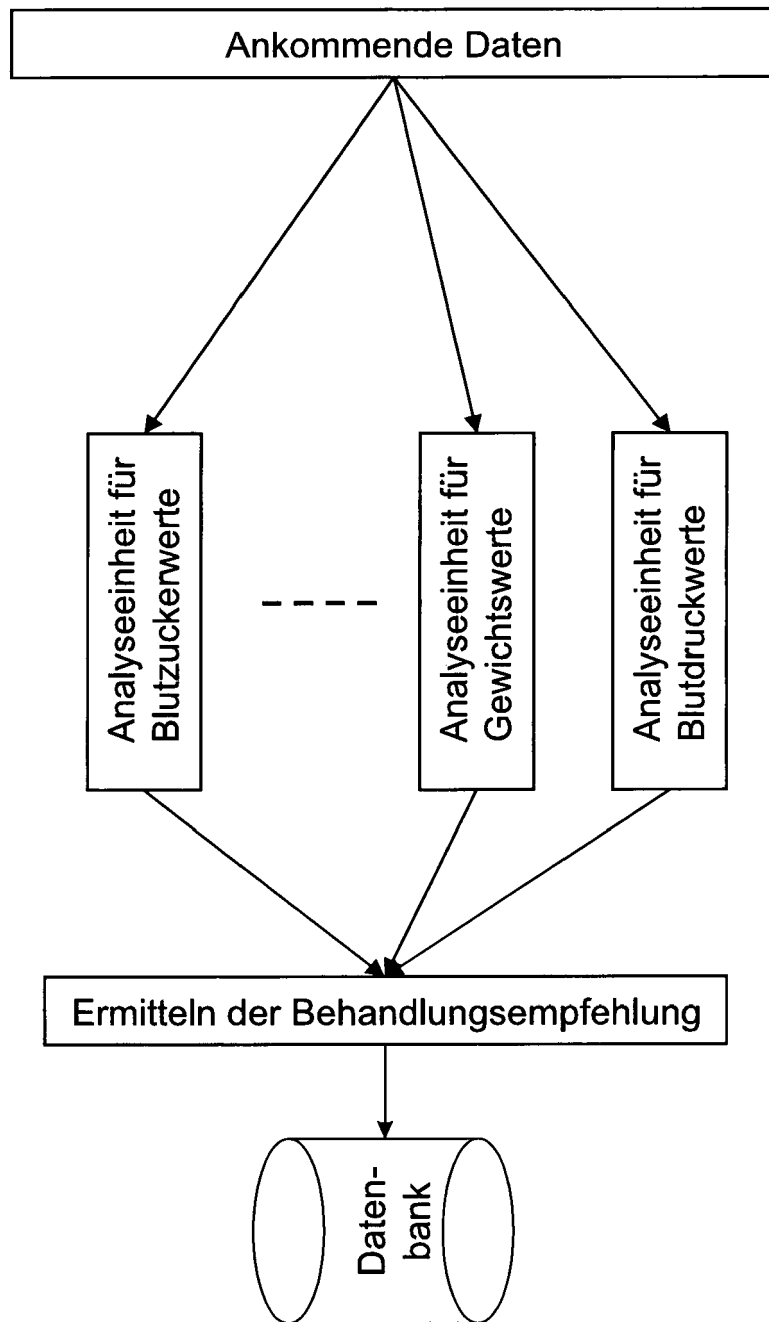 Ankommende Daten
Analyseeinheit für
Blutzuckerwerte
Analyseeinheit für
Gewichtswerte
Analyseeinheit für
Blutdruckwerte
Ermitteln der Behandlungsempfehlung
Daten-
bank